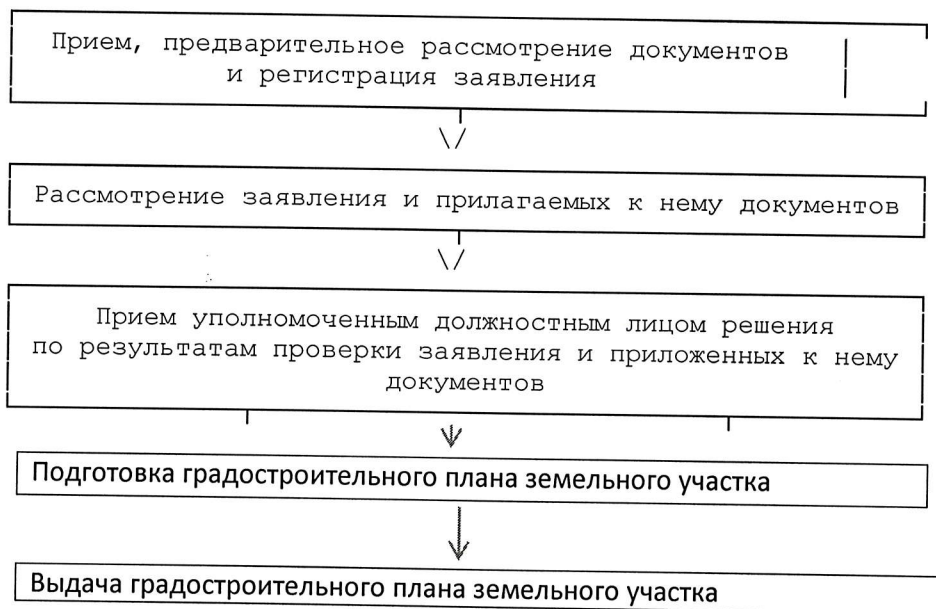 Прием, предварительное рассмотрение документов
и регистрация заявления
Рассмотрение заявления и прилагаемых к нему документов
Прием уполномоченным должностным лицом решения
по результатам проверки заявления и приложенных к нему
документов
Подготовка градостроительного плана земельного участка
Выдача градостроительного плана земельного участка